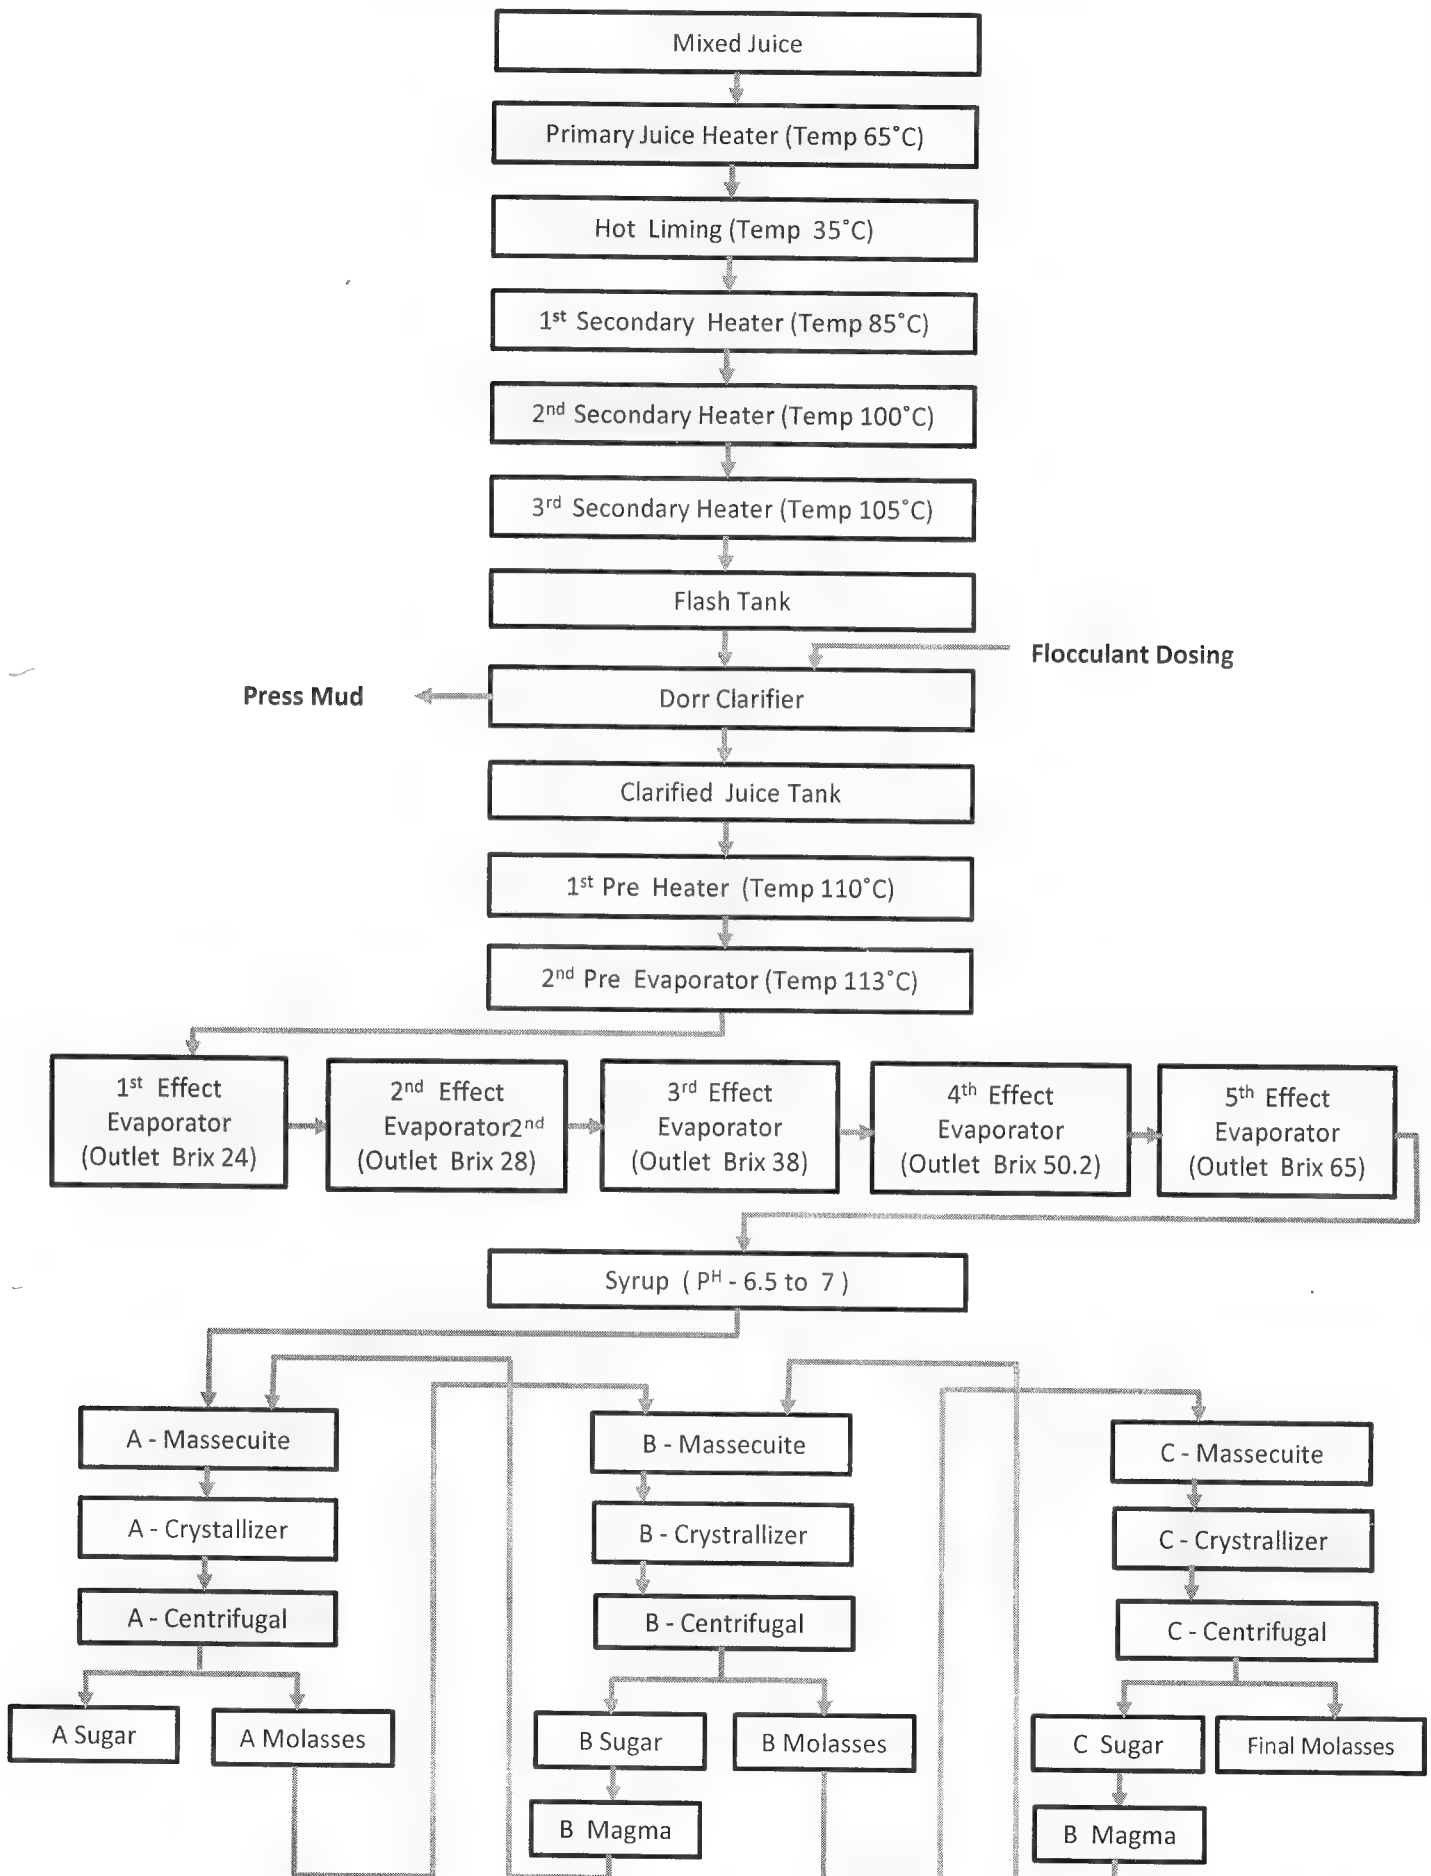 Mixed Juice
Primary Juice Heater (Temp 65°C)
Hot Liming (Temp 35°C)
1st Secondary Heater (Temp 85°C)
2nd Secondary Heater (Temp 100°C)
3rd Secondary Heater (Temp 105°C)
Flash Tank
Flocculant Dosing
Press Mud
Dorr Clarifier
Clarified Juice Tank
1st Pre Heater (Temp 110°C)
2nd Pre Evaporator (Temp 113°C)
1st Effect
Evaporator
(Outlet Brix 24)
2nd Effect
Evaporator2nd
(Outlet Brix 28)
3rd Effect
Evaporator
(Outlet Brix 38)
4th Effect
Evaporator
(Outlet Brix 50.2)
5th Effect
Evaporator
(Outlet Brix 65)
Syrup ( PH - 6.5 to 7 )
A - Massecuite
B - Massecuite
C - Massecuite
A - Crystallizer
B - Crystrallizer
C - Crystrallizer
A - Centrifugal
B - Centrifugal
C - Centrifugal
A Sugar
A Molasses
B Sugar
B Molasses
C Sugar
Final Molasses
B Magma
B Magma